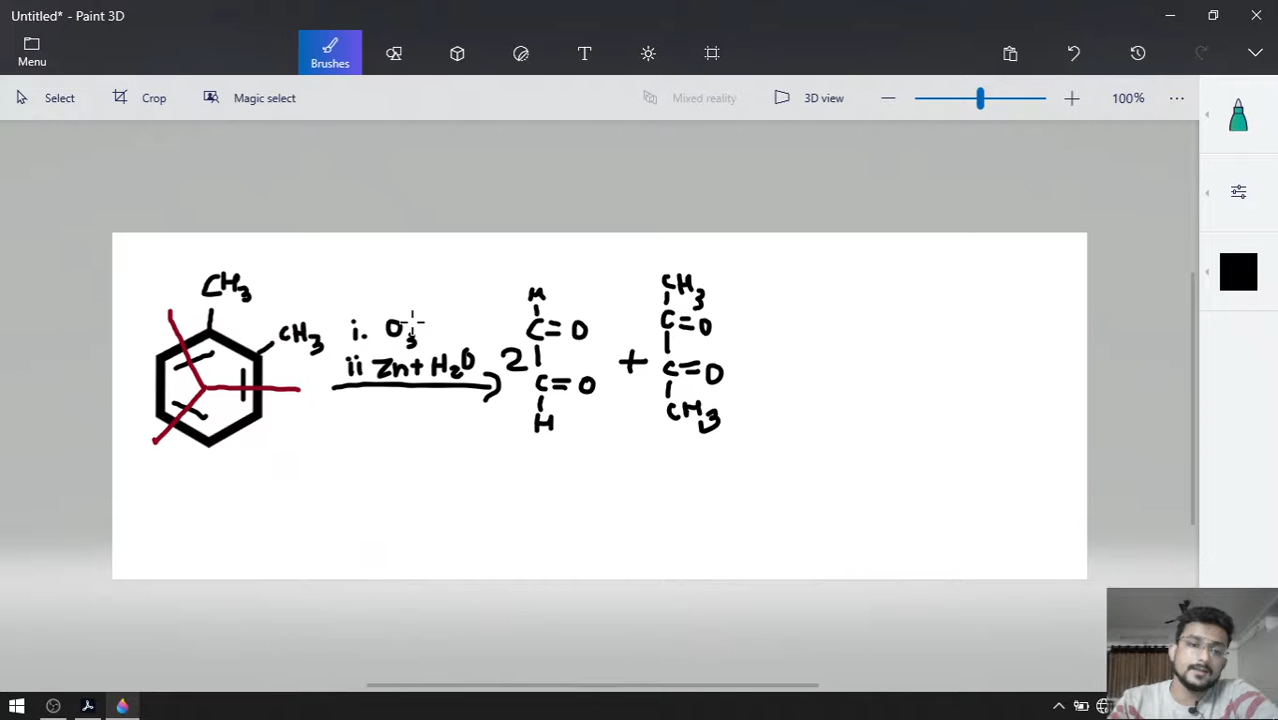 Untitled* - Paint 3D
Menu
Brushes
Select
Crop
Magic select
Mixed reality
3D view
100%
CH3
CH3
i. O3
ii Zn+H2O
2
H
C=O
C=O
H
+
CH3
C=O
C=O
CH3